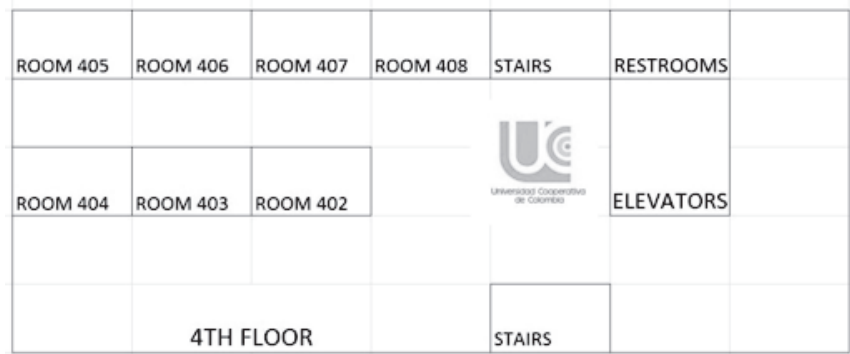 ROOM 405 ROOM 406 ROOM 407 ROOM 408 STAIRS RESTROOMS
UC
Universidad Cooperativa
de Colombia
ROOM 404 ROOM 403 ROOM 402 ELEVATORS
4TH FLOOR STAIRS